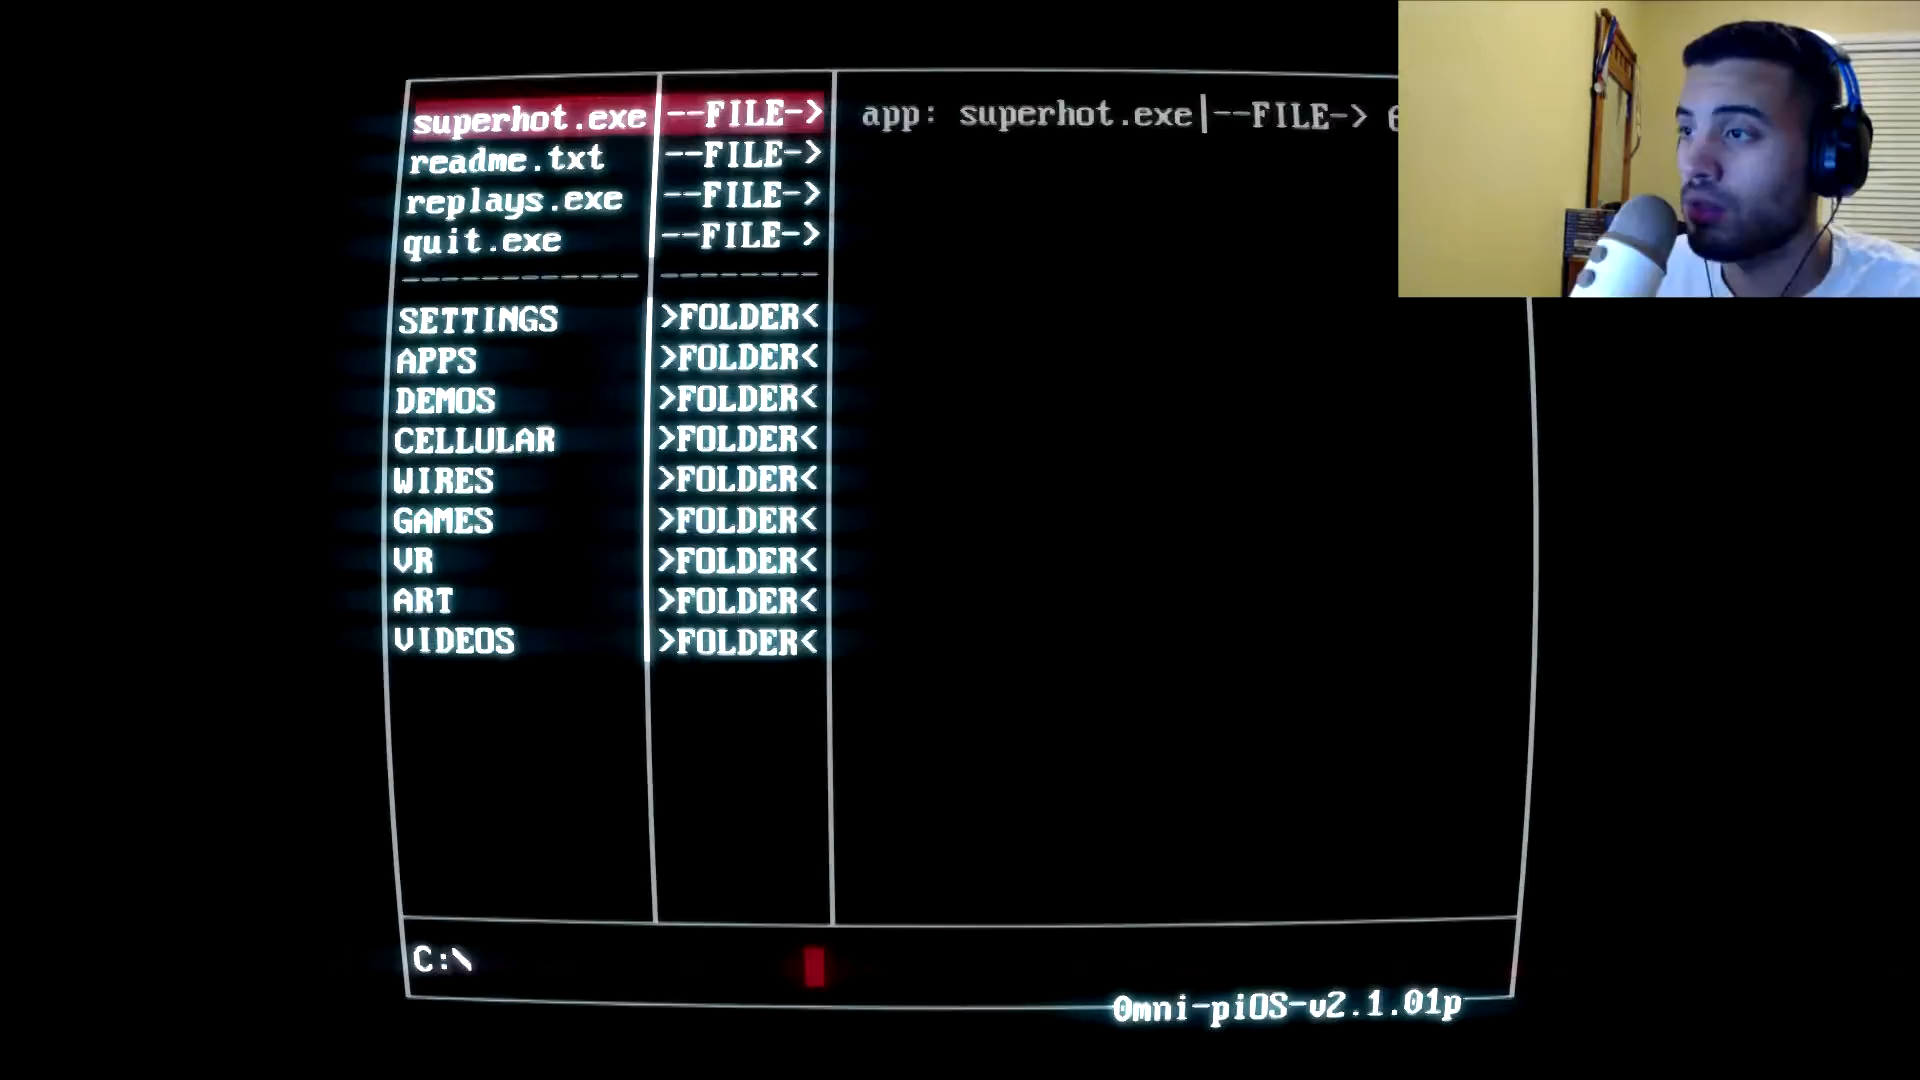 superhot.exe --FILE-> app: superhot.exe|--FILE->
readme.txt --FILE->
replays.exe --FILE->
quit.exe --FILE->
SETTINGS >FOLDER<
APPS >FOLDER<
DEMOS >FOLDER<
CELLULAR >FOLDER<
WIRES >FOLDER<
GAMES >FOLDER<
VR >FOLDER<
ART >FOLDER<
VIDEOS >FOLDER<
C:\
0mni-piOS-v2.1.01p